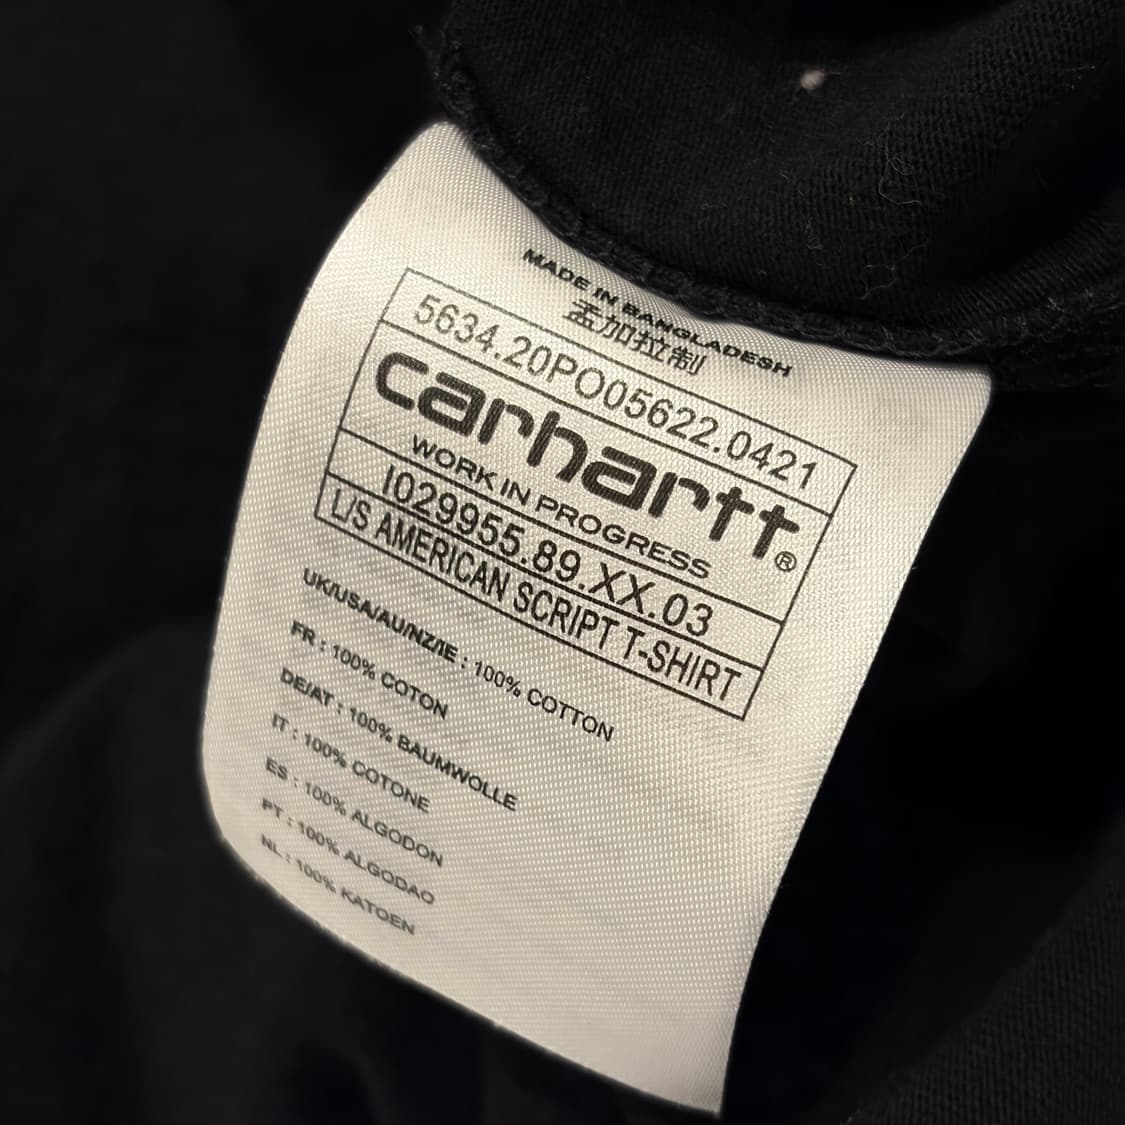 MADE IN BANGLADESH
孟加拉制
5634.20PO05622.0421
carhartt®
WORK IN PROGRESS
I029955.89.XX.03
L/S AMERICAN SCRIPT T-SHIRT
UK/USA/AU/NZ/IE : 100% COTTON
FR : 100% COTON
DE/AT : 100% BAUMWOLLE
IT : 100% COTONE
ES : 100% ALGODON
PT : 100% ALGODAO
NL : 100% KATOEN